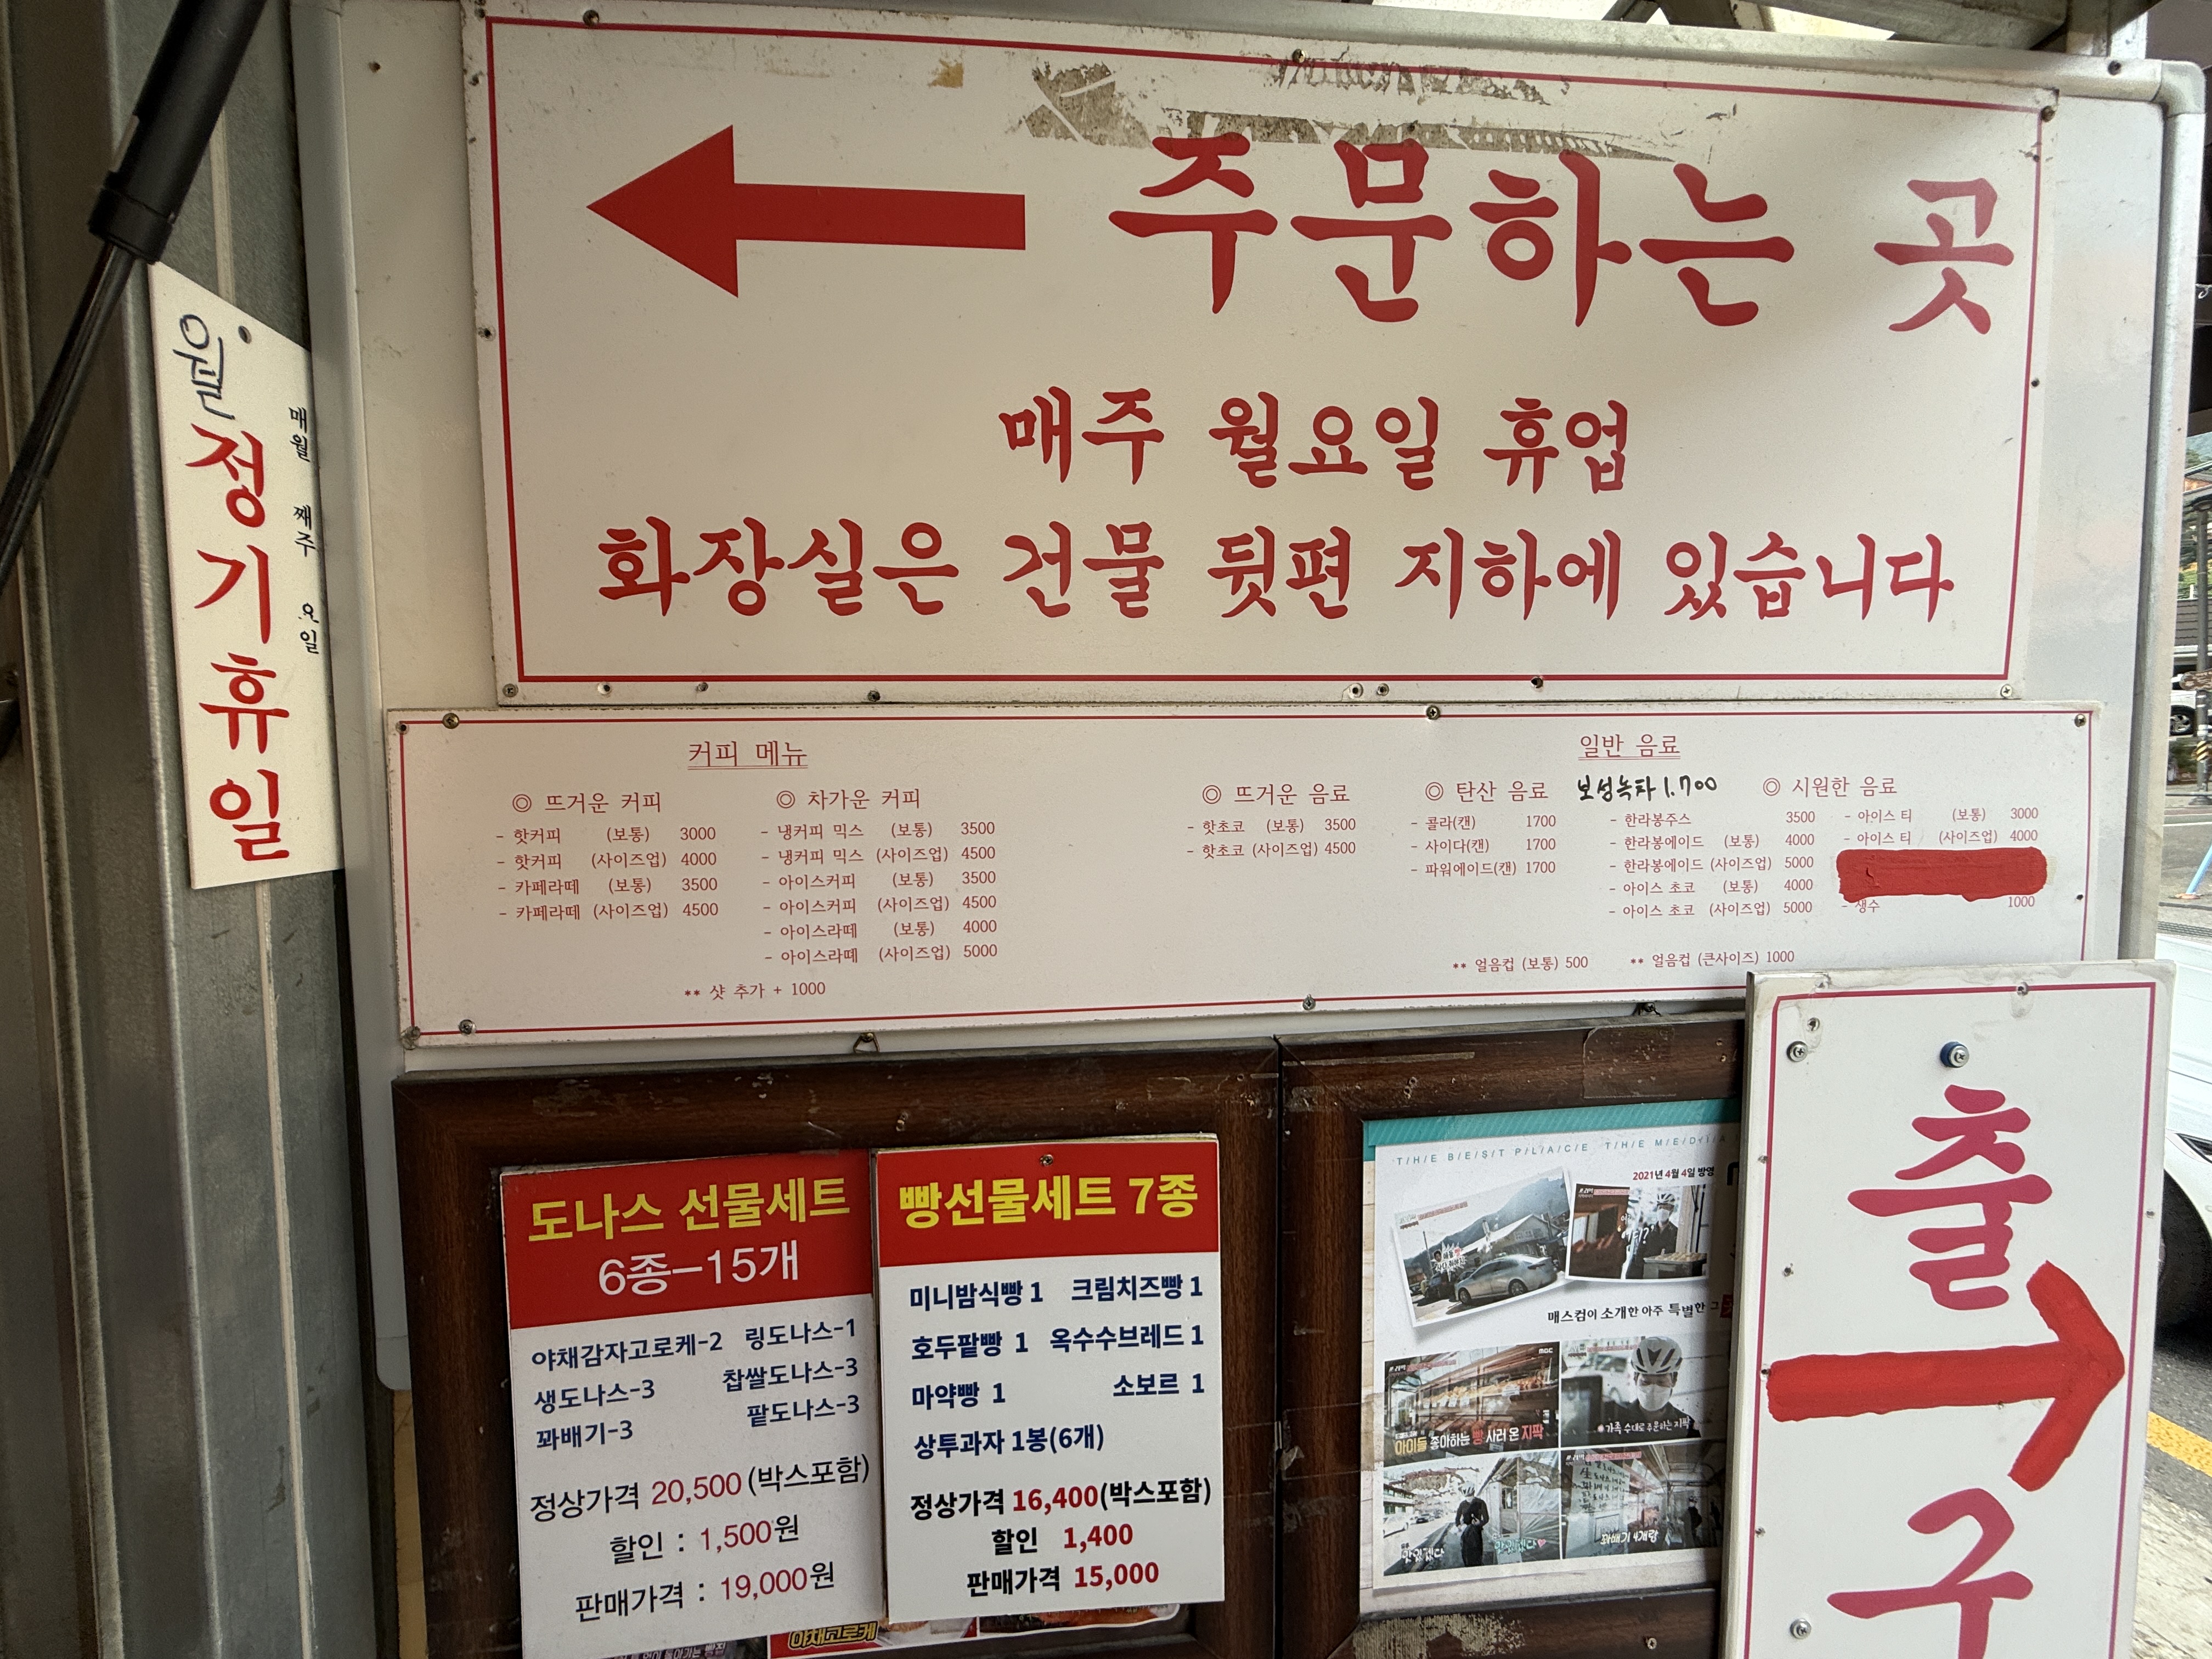 주문하는 곳
매주 월요일 휴업
화장실은 건물 뒷편 지하에 있습니다
월
정기휴일
매월 째주 요일
커피 메뉴
◎ 뜨거운 커피
- 핫커피 (보통) 3000
- 핫커피 (사이즈업) 4000
- 카페라떼 (보통) 3500
- 카페라떼 (사이즈업) 4500
◎ 차가운 커피
- 냉커피 믹스 (보통) 3500
- 냉커피 믹스 (사이즈업) 4500
- 아이스커피 (보통) 3500
- 아이스커피 (사이즈업) 4500
- 아이스라떼 (보통) 4000
- 아이스라떼 (사이즈업) 5000
** 샷 추가 + 1000
일반 음료
◎ 뜨거운 음료
- 핫초코 (보통) 3500
- 핫초코 (사이즈업) 4500
◎ 탄산 음료
보성녹차 1.700
- 콜라(캔) 1700
- 사이다(캔) 1700
- 파워에이드(캔) 1700
◎ 시원한 음료
- 한라봉주스 3500
- 한라봉에이드 (보통) 4000
- 한라봉에이드 (사이즈업) 5000
- 아이스 초코 (보통) 4000
- 아이스 초코 (사이즈업) 5000
- 아이스 티 (보통) 3000
- 아이스 티 (사이즈업) 4000
- 생수 1000
** 얼음컵 (보통) 500
** 얼음컵 (큰사이즈) 1000
도나스 선물세트
6종-15개
야채감자고로케-2 링도나스-1
생도나스-3 찹쌀도나스-3
꽈배기-3 팥도나스-3
정상가격 20,500 (박스포함)
할인 : 1,500원
판매가격 : 19,000원
빵선물세트 7종
미니밤식빵 1 크림치즈빵 1
호두팥빵 1 옥수수브레드 1
마약빵 1 소보르 1
상투과자 1봉(6개)
정상가격 16,400(박스포함)
할인 1,400
판매가격 15,000
야채고로케
T/H/E B/E/S/T P/L/A/C/E T/H/E M/E/D/I/A
2021년 4월 4일 방영
매스컴이 소개한 아주 특별한 그
MBC
아이들 좋아하는 빵 사러 온 지팍
가족 수대로 주문하는 지팍
맛있겠다
맛있겠다
꽈배기 4개랑
출구